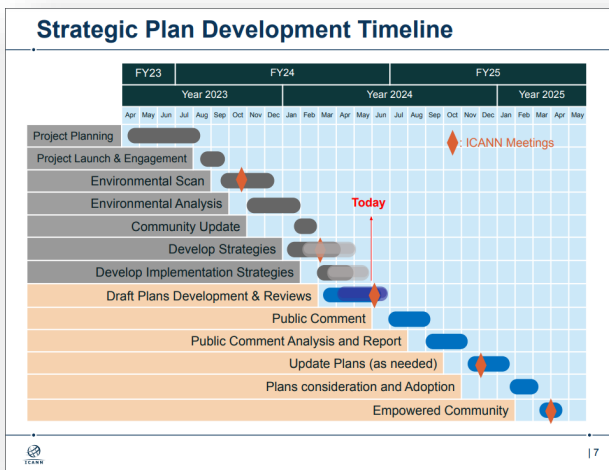 Strategic Plan Development Timeline
FY23 FY24 FY25
Year 2023 Year 2024 Year 2025
Apr May Jun Jul Aug Sep Oct Nov Dec Jan Feb Mar Apr May Jun Jul Aug Sep Oct Nov Dec Jan Feb Mar Apr May
Project Planning
: ICANN Meetings
Project Launch & Engagement
Environmental Scan
Environmental Analysis
Today
Community Update
Develop Strategies
Develop Implementation Strategies
Draft Plans Development & Reviews
Public Comment
Public Comment Analysis and Report
Update Plans (as needed)
Plans consideration and Adoption
Empowered Community
ICANN
| 7